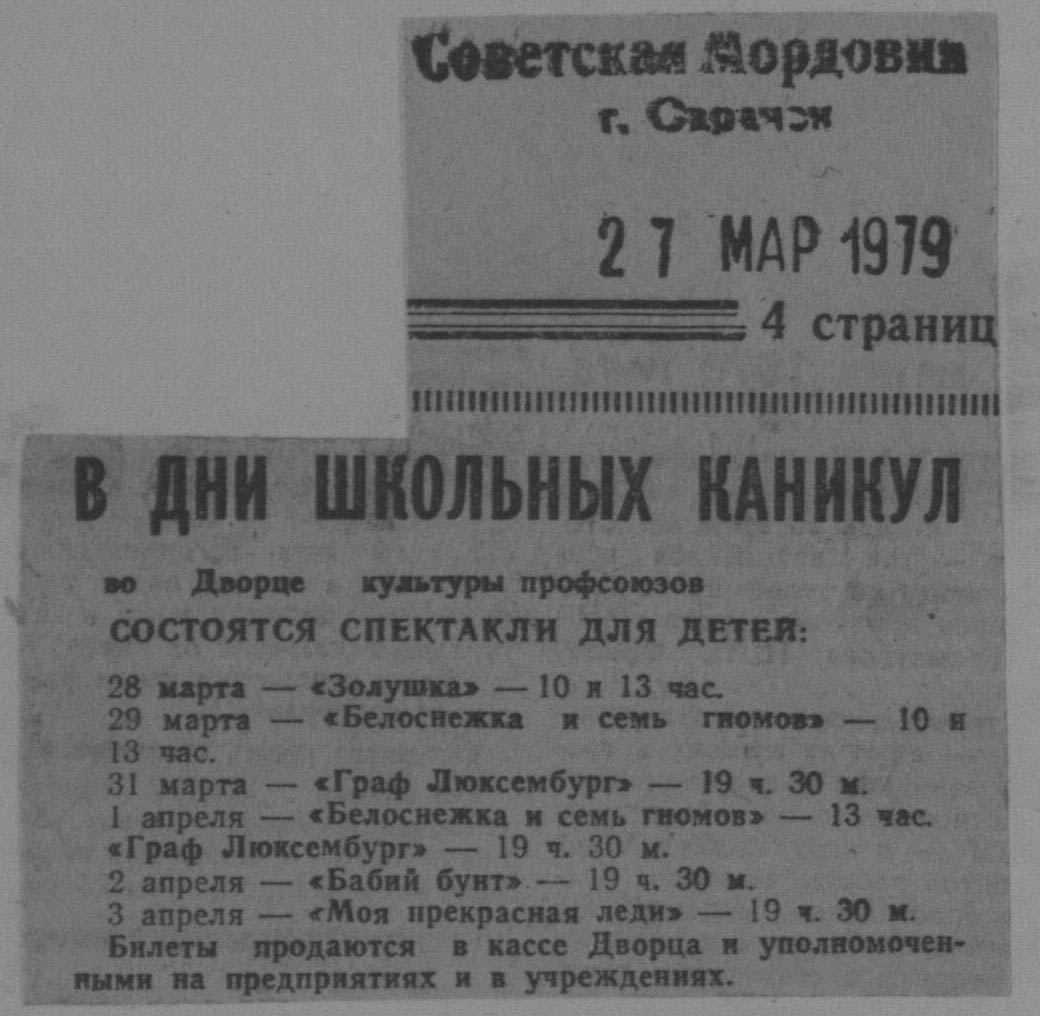 Советская Мордовия
г. Саранск
27 МАР 1979
4 страниц
В ДНИ ШКОЛЬНЫХ КАНИКУЛ
во Дворце культуры профсоюзов
СОСТОЯТСЯ СПЕКТАКЛИ ДЛЯ ДЕТЕЙ:
28 марта — «Золушка» — 10 и 13 час.
29 марта — «Белоснежка и семь гномов» — 10 и
13 час.
31 марта — «Граф Люксембург» — 19 ч. 30 м.
1 апреля — «Белоснежка и семь гномов» — 13 час.
«Граф Люксембург» — 19 ч. 30 м.
2 апреля — «Бабий бунт» — 19 ч. 30 м.
3 апреля — «Моя прекрасная леди» — 19 ч. 30 м.
Билеты продаются в кассе Дворца и уполномочен-
ными на предприятиях и в учреждениях.